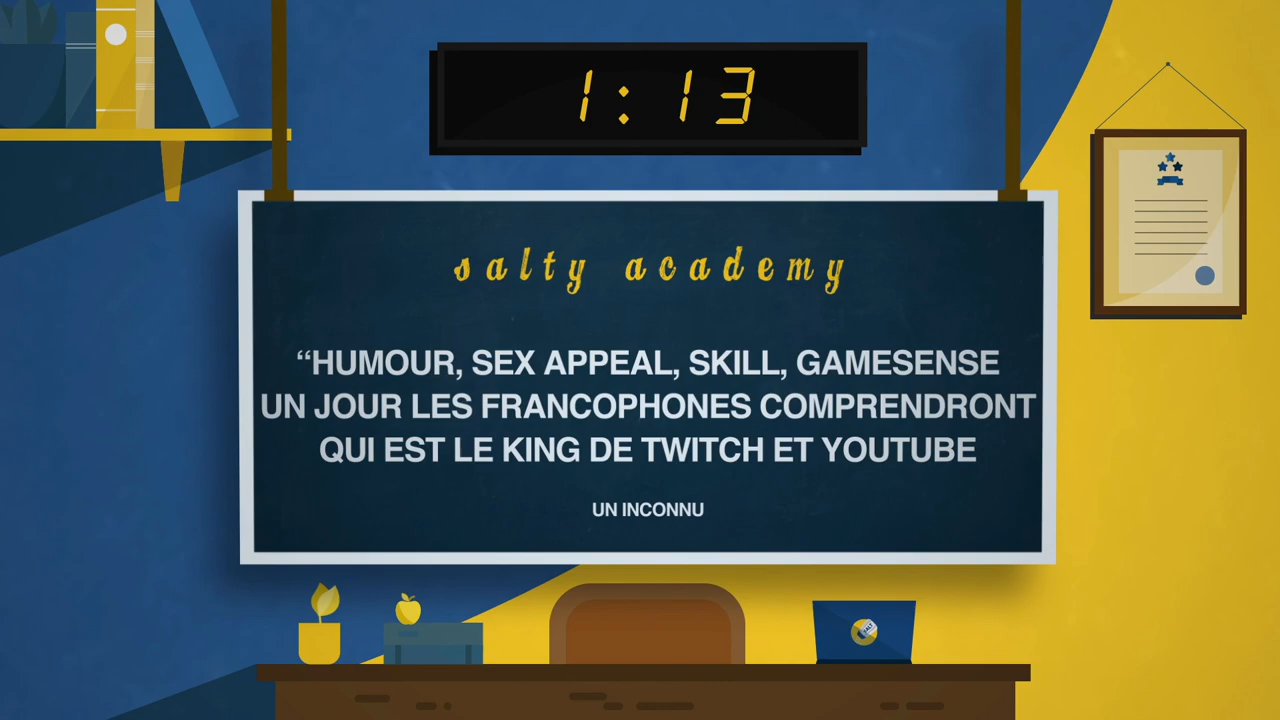 1:13
salty academy
“HUMOUR, SEX APPEAL, SKILL, GAMESENSE
UN JOUR LES FRANCOPHONES COMPRENDRONT
QUI EST LE KING DE TWITCH ET YOUTUBE
UN INCONNU